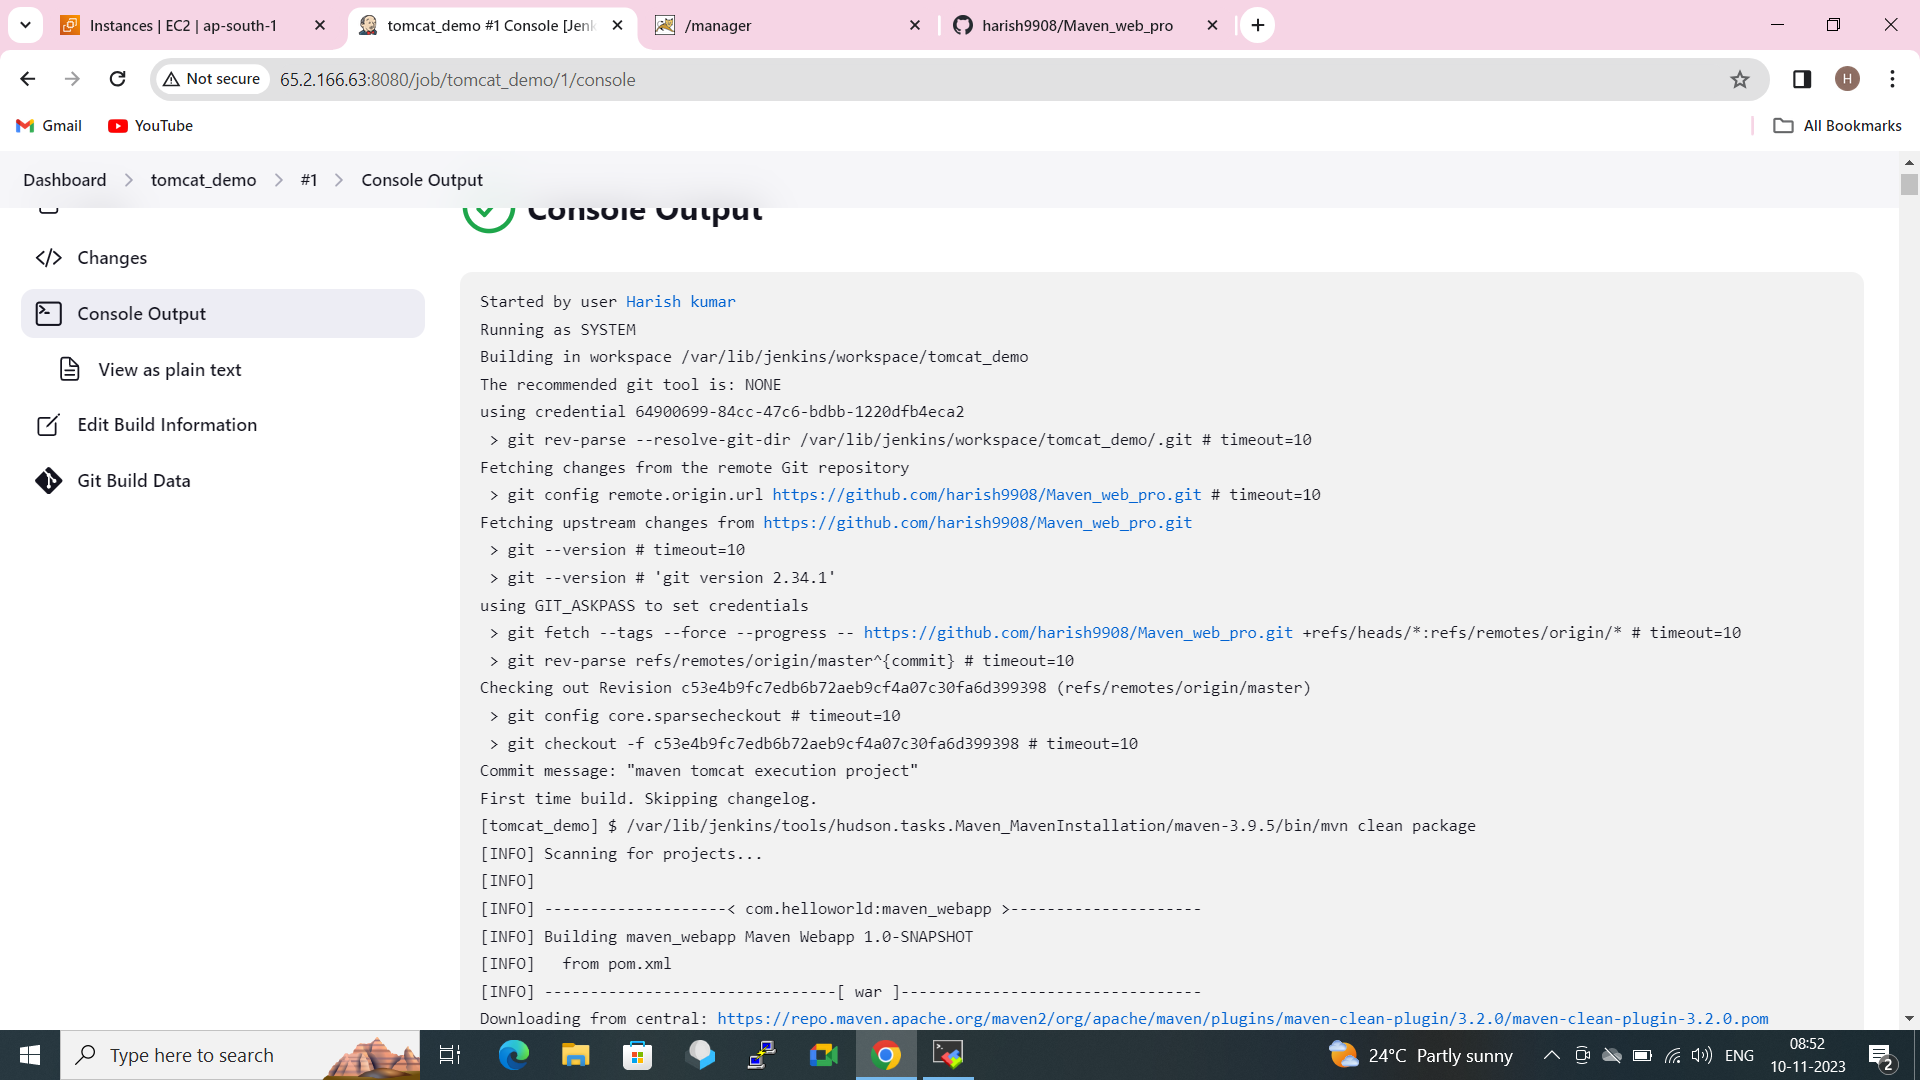 Instances | EC2 | ap-south-1
tomcat_demo #1 Console [Jenk
/manager
harish9908/Maven_web_pro
Not secure
65.2.166.63:8080/job/tomcat_demo/1/console
H
Gmail
YouTube
All Bookmarks
Dashboard
tomcat_demo
#1
Console Output
Console Output
Changes
Console Output
View as plain text
Edit Build Information
Git Build Data
Started by user Harish kumar
Running as SYSTEM
Building in workspace /var/lib/jenkins/workspace/tomcat_demo
The recommended git tool is: NONE
using credential 64900699-84cc-47c6-bdbb-1220dfb4eca2
> git rev-parse --resolve-git-dir /var/lib/jenkins/workspace/tomcat_demo/.git # timeout=10
Fetching changes from the remote Git repository
> git config remote.origin.url https://github.com/harish9908/Maven_web_pro.git # timeout=10
Fetching upstream changes from https://github.com/harish9908/Maven_web_pro.git
> git --version # timeout=10
> git --version # 'git version 2.34.1'
using GIT_ASKPASS to set credentials
> git fetch --tags --force --progress -- https://github.com/harish9908/Maven_web_pro.git +refs/heads/*:refs/remotes/origin/* # timeout=10
> git rev-parse refs/remotes/origin/master^{commit} # timeout=10
Checking out Revision c53e4b9fc7edb6b72aeb9cf4a07c30fa6d399398 (refs/remotes/origin/master)
> git config core.sparsecheckout # timeout=10
> git checkout -f c53e4b9fc7edb6b72aeb9cf4a07c30fa6d399398 # timeout=10
Commit message: "maven tomcat execution project"
First time build. Skipping changelog.
[tomcat_demo] $ /var/lib/jenkins/tools/hudson.tasks.Maven_MavenInstallation/maven-3.9.5/bin/mvn clean package
[INFO] Scanning for projects...
[INFO]
[INFO] --------------------< com.helloworld:maven_webapp >---------------------
[INFO] Building maven_webapp Maven Webapp 1.0-SNAPSHOT
[INFO]   from pom.xml
[INFO] --------------------------------[ war ]---------------------------------
Downloading from central: https://repo.maven.apache.org/maven2/org/apache/maven/plugins/maven-clean-plugin/3.2.0/maven-clean-plugin-3.2.0.pom
Type here to search
24°C Partly sunny
ENG
08:52
10-11-2023
2